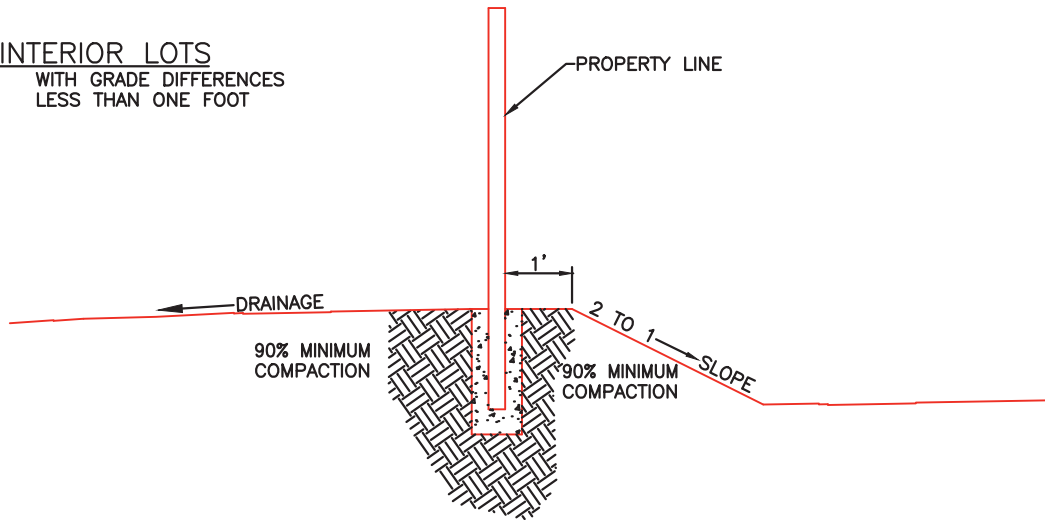 INTERIOR LOTS
WITH GRADE DIFFERENCES
LESS THAN ONE FOOT
PROPERTY LINE
1'
DRAINAGE
2 TO 1 SLOPE
90% MINIMUM
COMPACTION
90% MINIMUM
COMPACTION